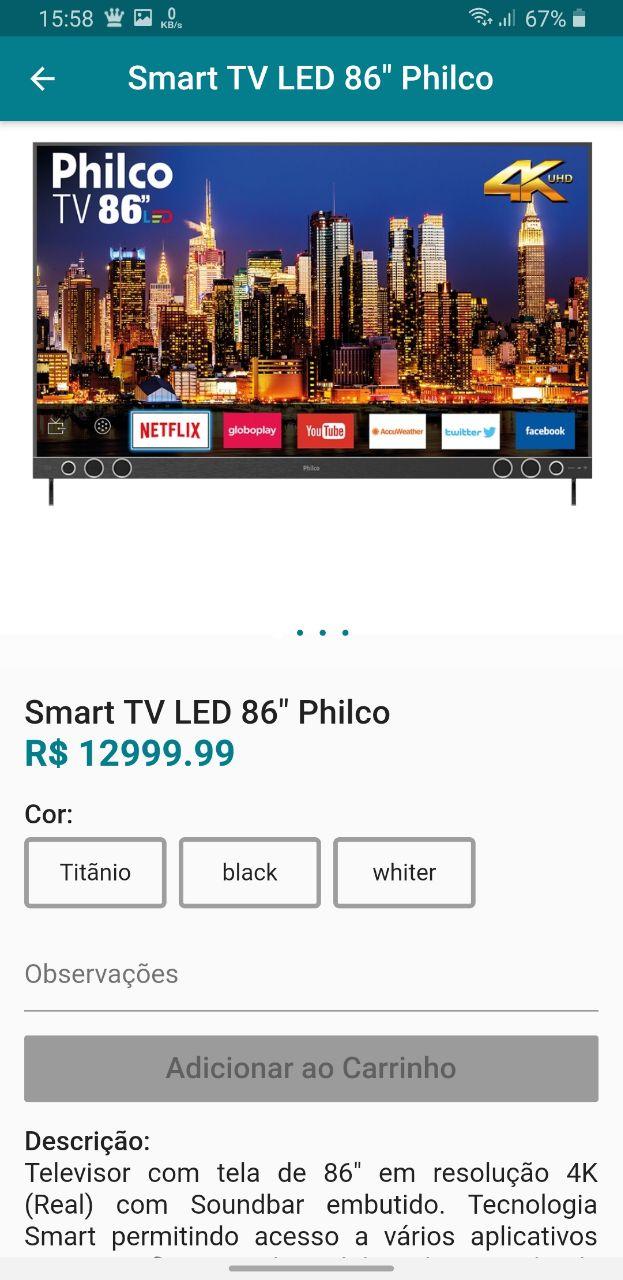 15:58 0 KB/s 67%
Smart TV LED 86" Philco
Philco
TV 86” LED
4K UHD
NETFLIX globoplay YouTube AccuWeather twitter facebook
Philco
Smart TV LED 86" Philco
R$ 12999.99
Cor:
Titãnio black whiter
Observações
Adicionar ao Carrinho
Descrição:
Televisor com tela de 86" em resolução 4K
(Real) com Soundbar embutido. Tecnologia
Smart permitindo acesso a vários aplicativos